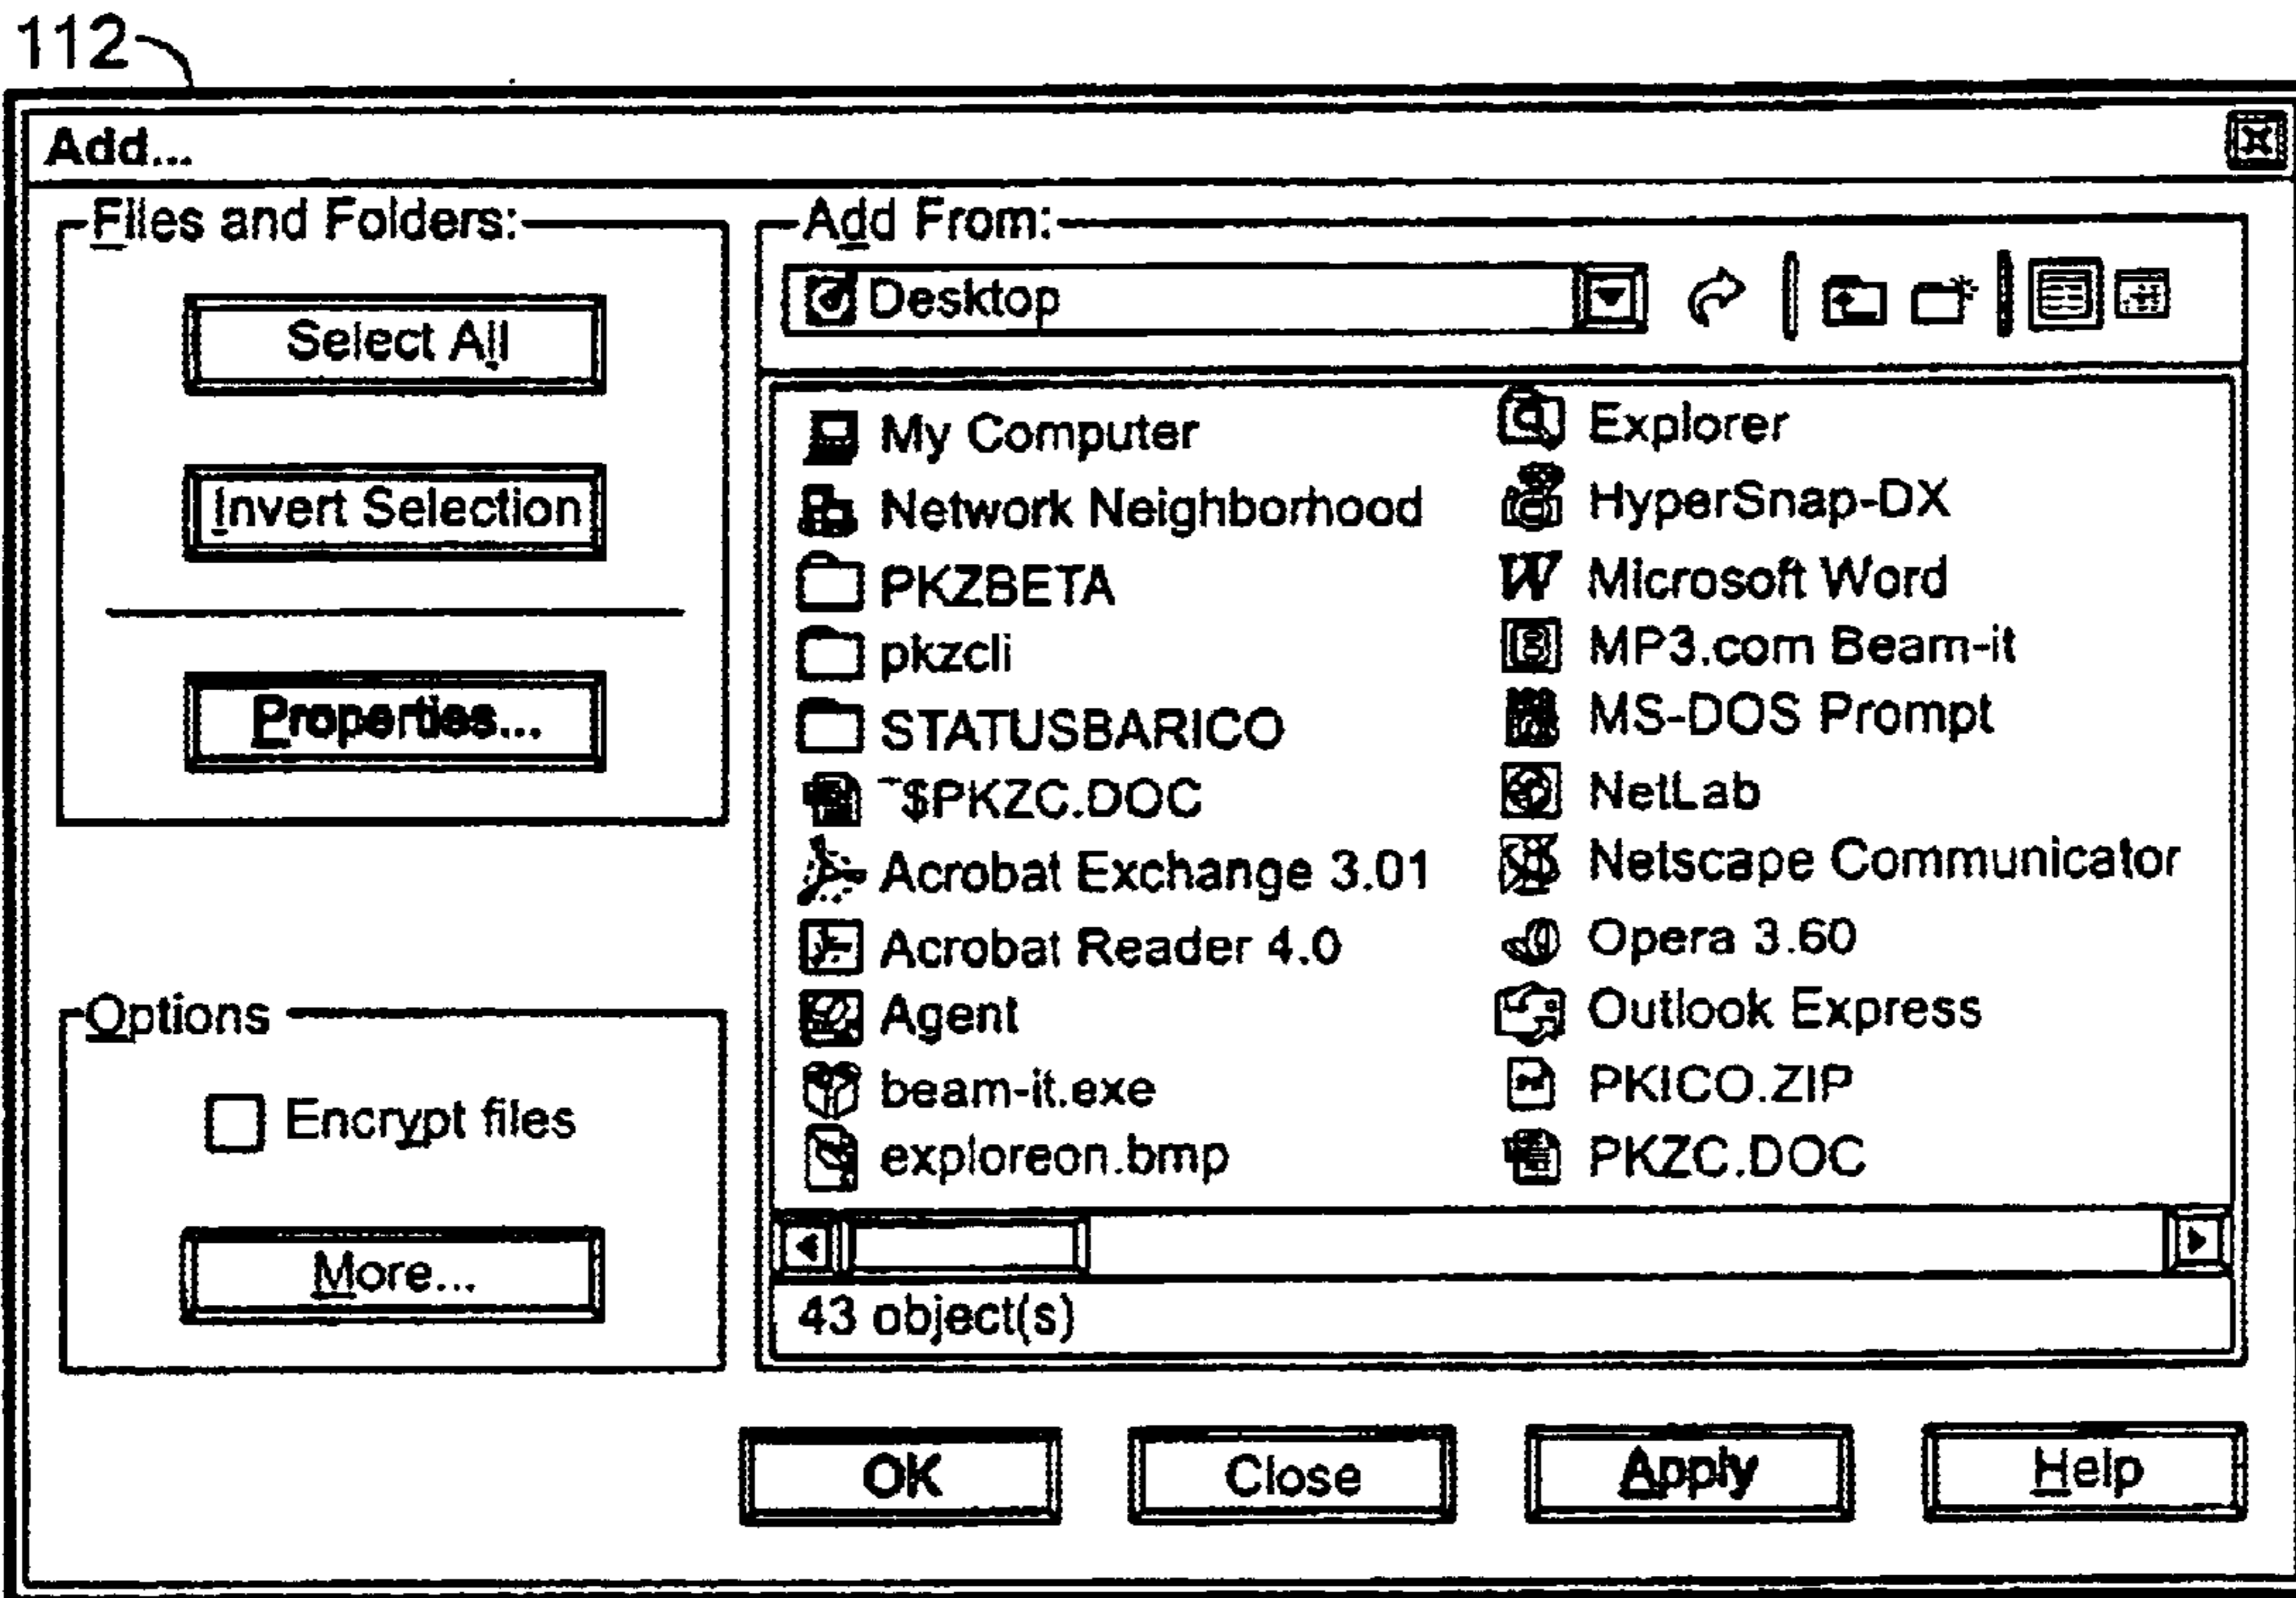 112
Add...
Files and Folders:
Select All
Invert Selection
Properties...
Options
Encrypt files
More...
Add From:
Desktop
My Computer
Network Neighborhood
PKZBETA
pkzcli
STATUSBARICO
~$PKZC.DOC
Acrobat Exchange 3.01
Acrobat Reader 4.0
Agent
beam-it.exe
exploreon.bmp
Explorer
HyperSnap-DX
Microsoft Word
MP3.com Beam-it
MS-DOS Prompt
NetLab
Netscape Communicator
Opera 3.60
Outlook Express
PKICO.ZIP
PKZC.DOC
43 object(s)
OK
Close
Apply
Help